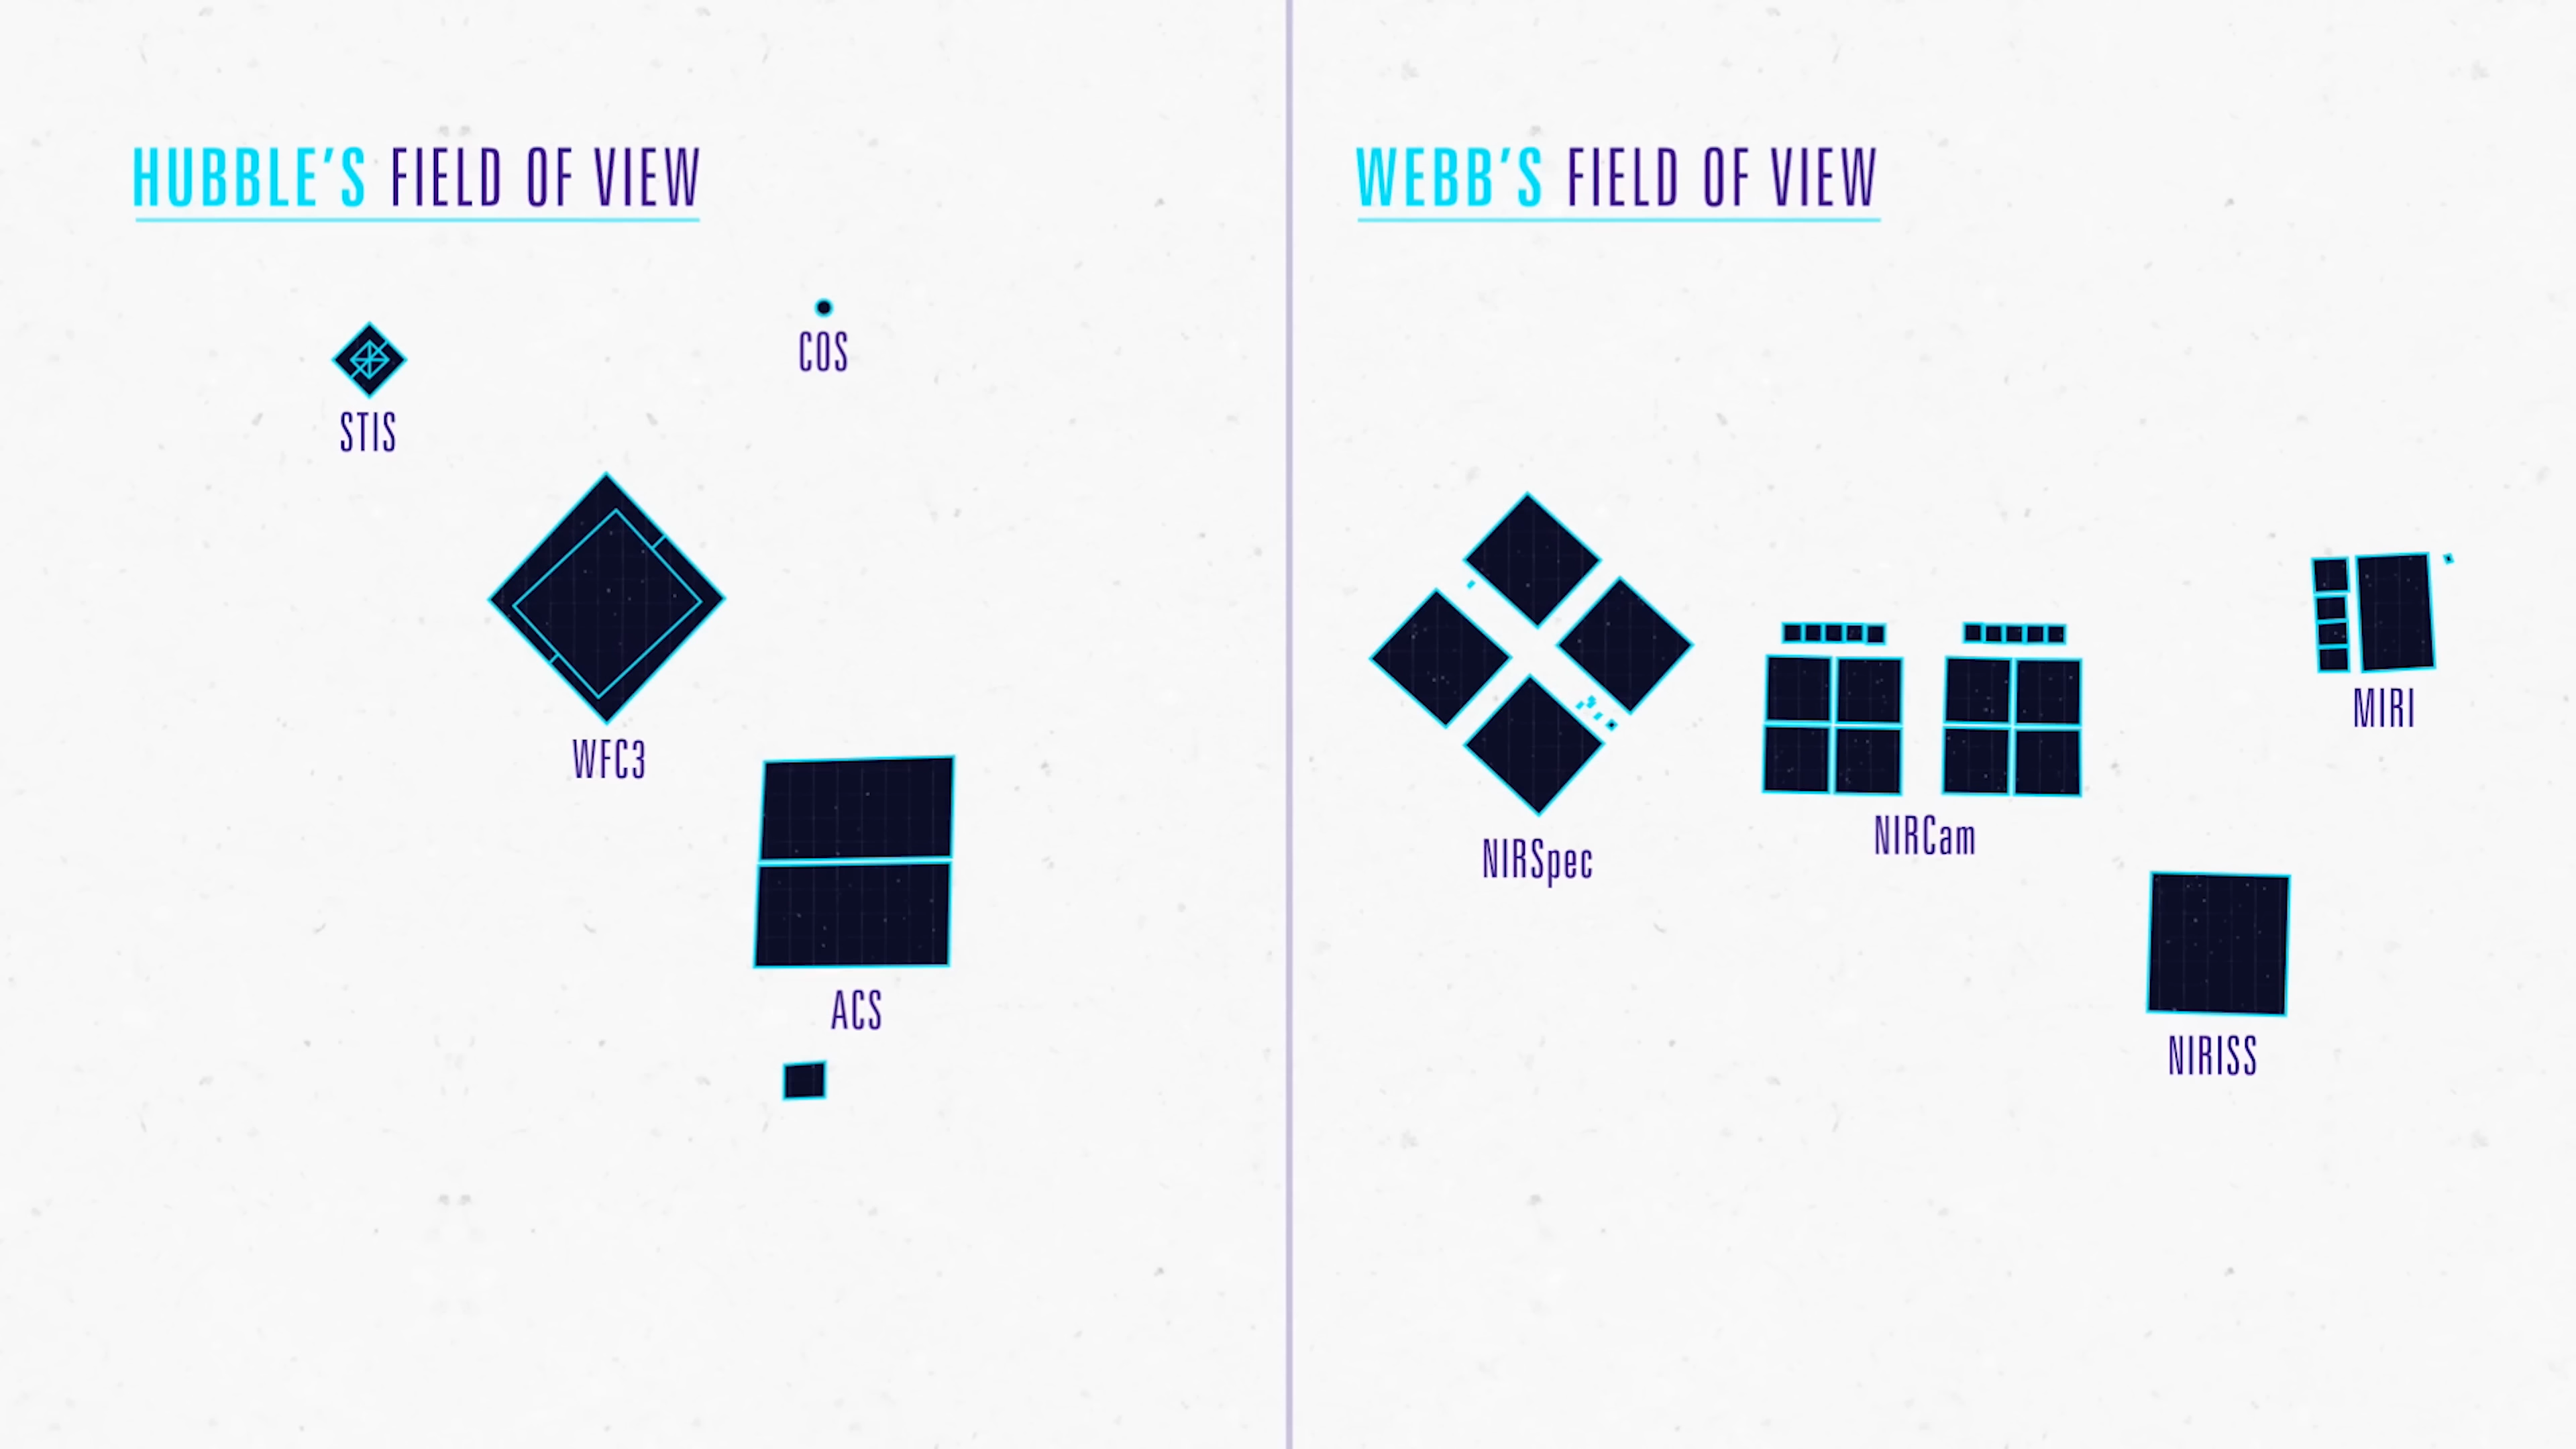 HUBBLE'S FIELD OF VIEW
COS
STIS
WFC3
ACS
WEBB'S FIELD OF VIEW
MIRI
NIRCam
NIRSpec
NIRISS